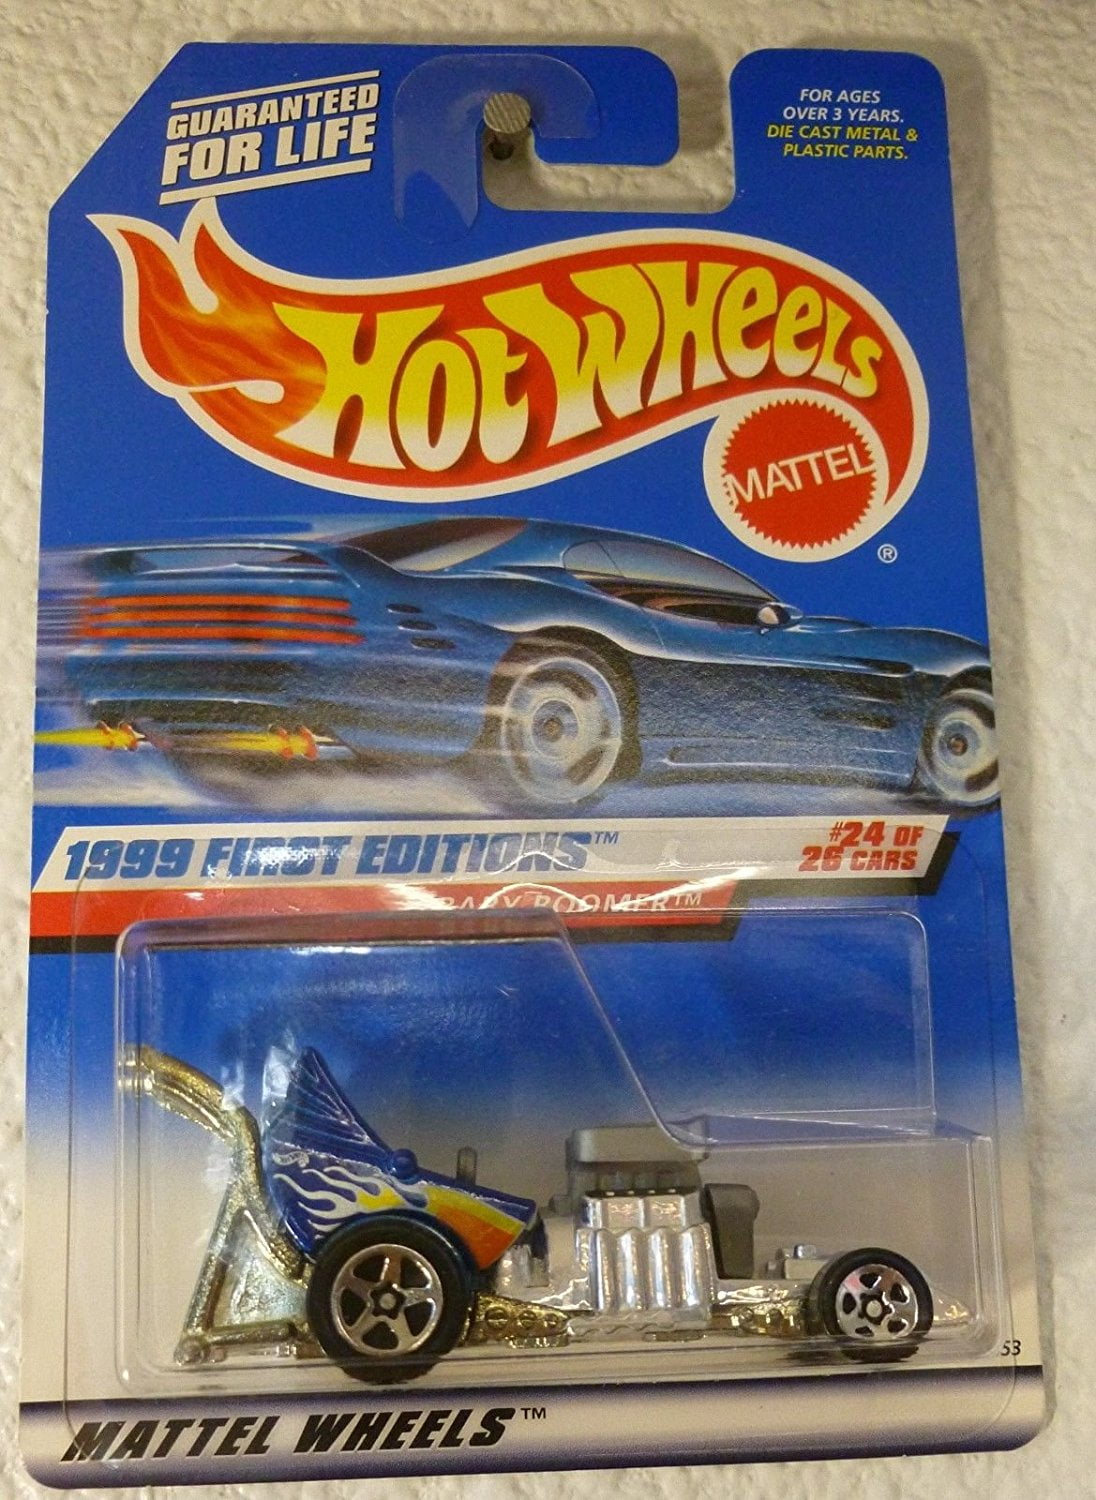 GUARANTEED
FOR LIFE
FOR AGES
OVER 3 YEARS.
DIE CAST METAL &
PLASTIC PARTS.
HOT WHEELS
MATTEL
®
1999 FIRST EDITIONS™
#24 OF
26 CARS
BABY BOOMER™
53
MATTEL WHEELS™